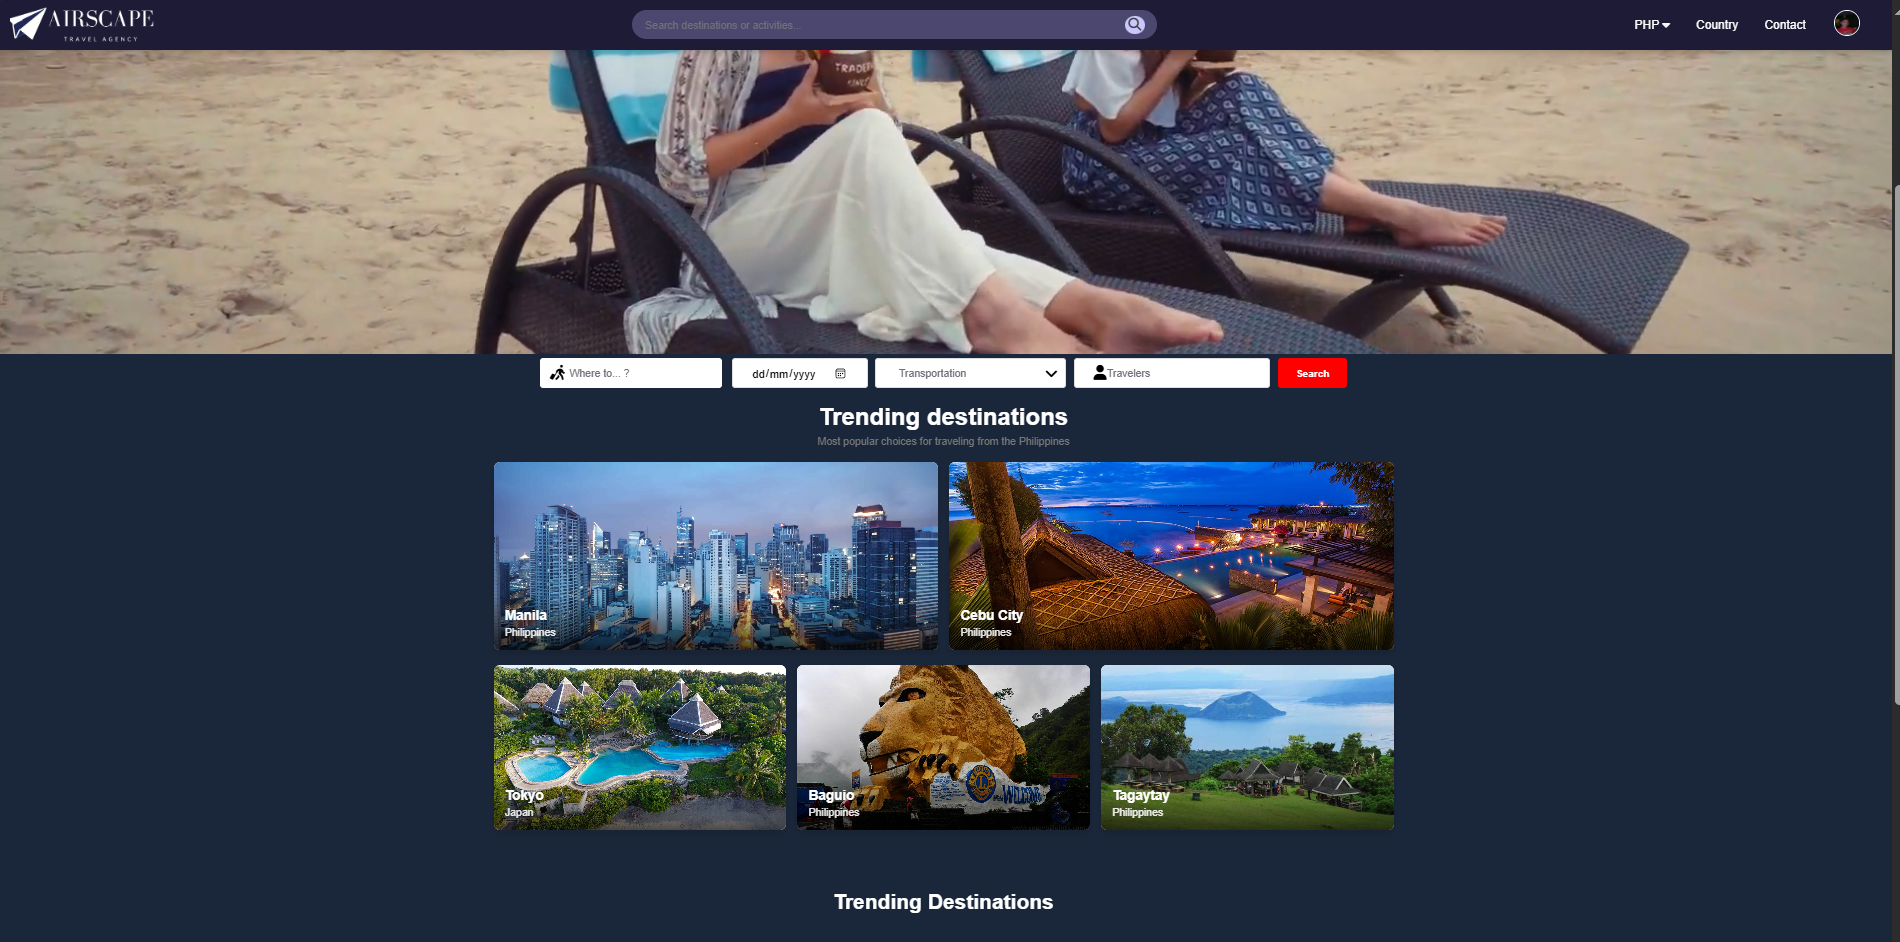 AIRSCAPE
TRAVEL AGENCY
Search destinations or activities...
PHP
Country
Contact
TRADER
Where to... ?
dd/mm/yyyy
Transportation
Travelers
Search
Trending destinations
Most popular choices for traveling from the Philippines
Manila
Philippines
Cebu City
Philippines
Tokyo
Japan
WELCOME
Baguio
Philippines
Tagaytay
Philippines
Trending Destinations